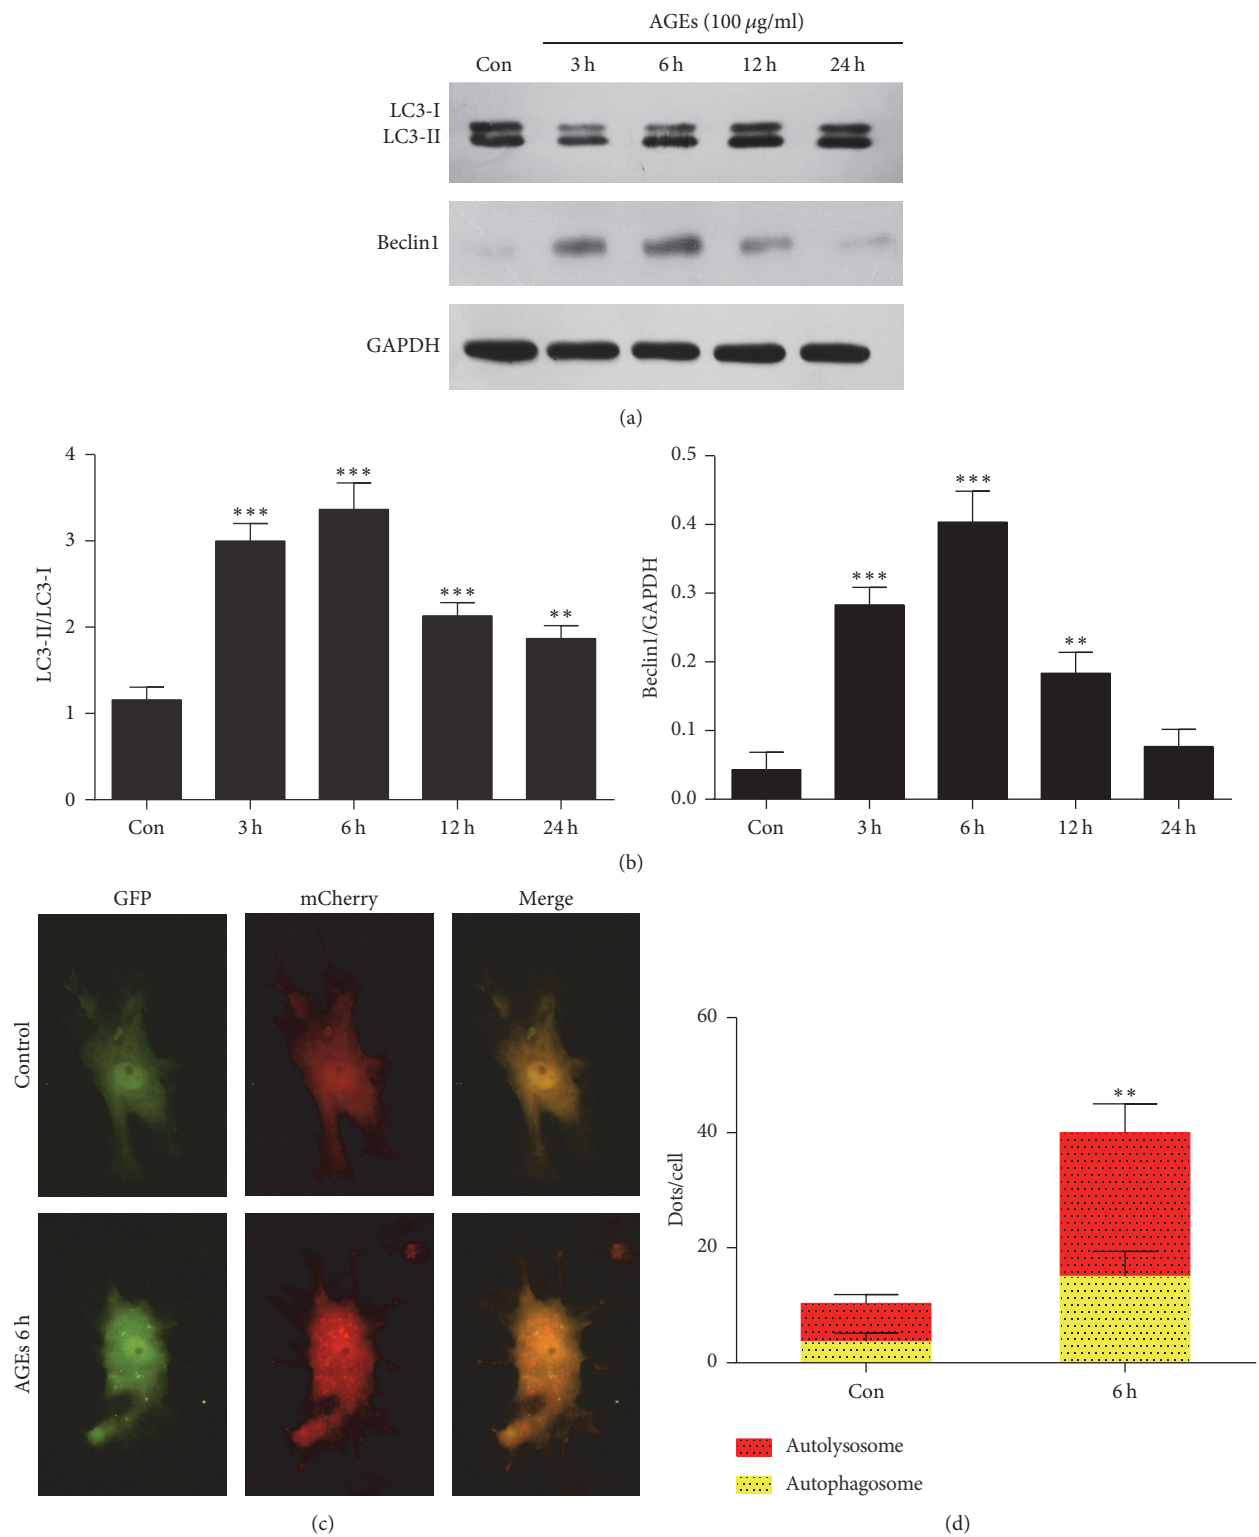 AGEs (100 μg/ml)
Con 3 h 6 h 12 h 24 h
LC3-I
LC3-II
Beclin1
GAPDH
(a)
4
3
2
1
0
LC3-II/LC3-I
***
***
***
**
Con 3 h 6 h 12 h 24 h
0.5
0.4
0.3
0.2
0.1
0.0
Beclin1/GAPDH
***
***
**
Con 3 h 6 h 12 h 24 h
(b)
GFP mCherry Merge
Control
AGEs 6 h
(c)
60
40
20
0
Dots/cell
**
Con 6 h
Autolysosome
Autophagosome
(d)